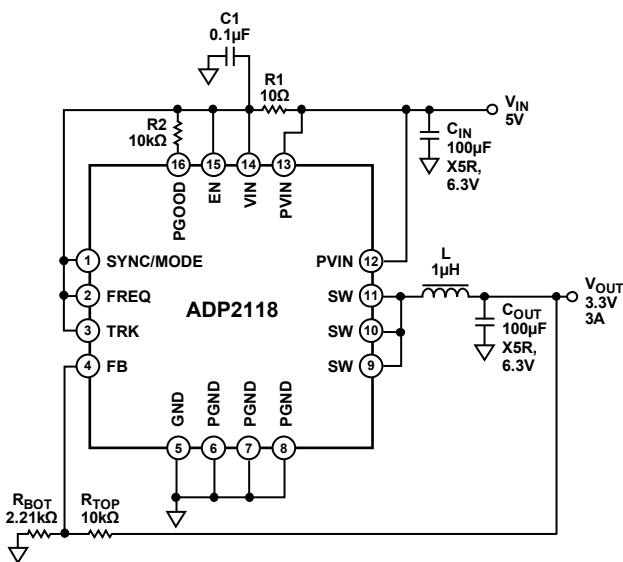 C1
0.1μF
R1
10Ω
VIN
5V
R2
10kΩ
CIN
100μF
X5R,
6.3V
16
15
14
13
PGOOD
EN
VIN
PVIN
1
SYNC/MODE
2
FREQ
3
TRK
4
FB
ADP2118
PVIN
12
SW
11
SW
10
SW
9
L
1μH
VOUT
3.3V
3A
COUT
100μF
X5R,
6.3V
GND
PGND
PGND
PGND
5
6
7
8
RBOT
2.21kΩ
RTOP
10kΩ